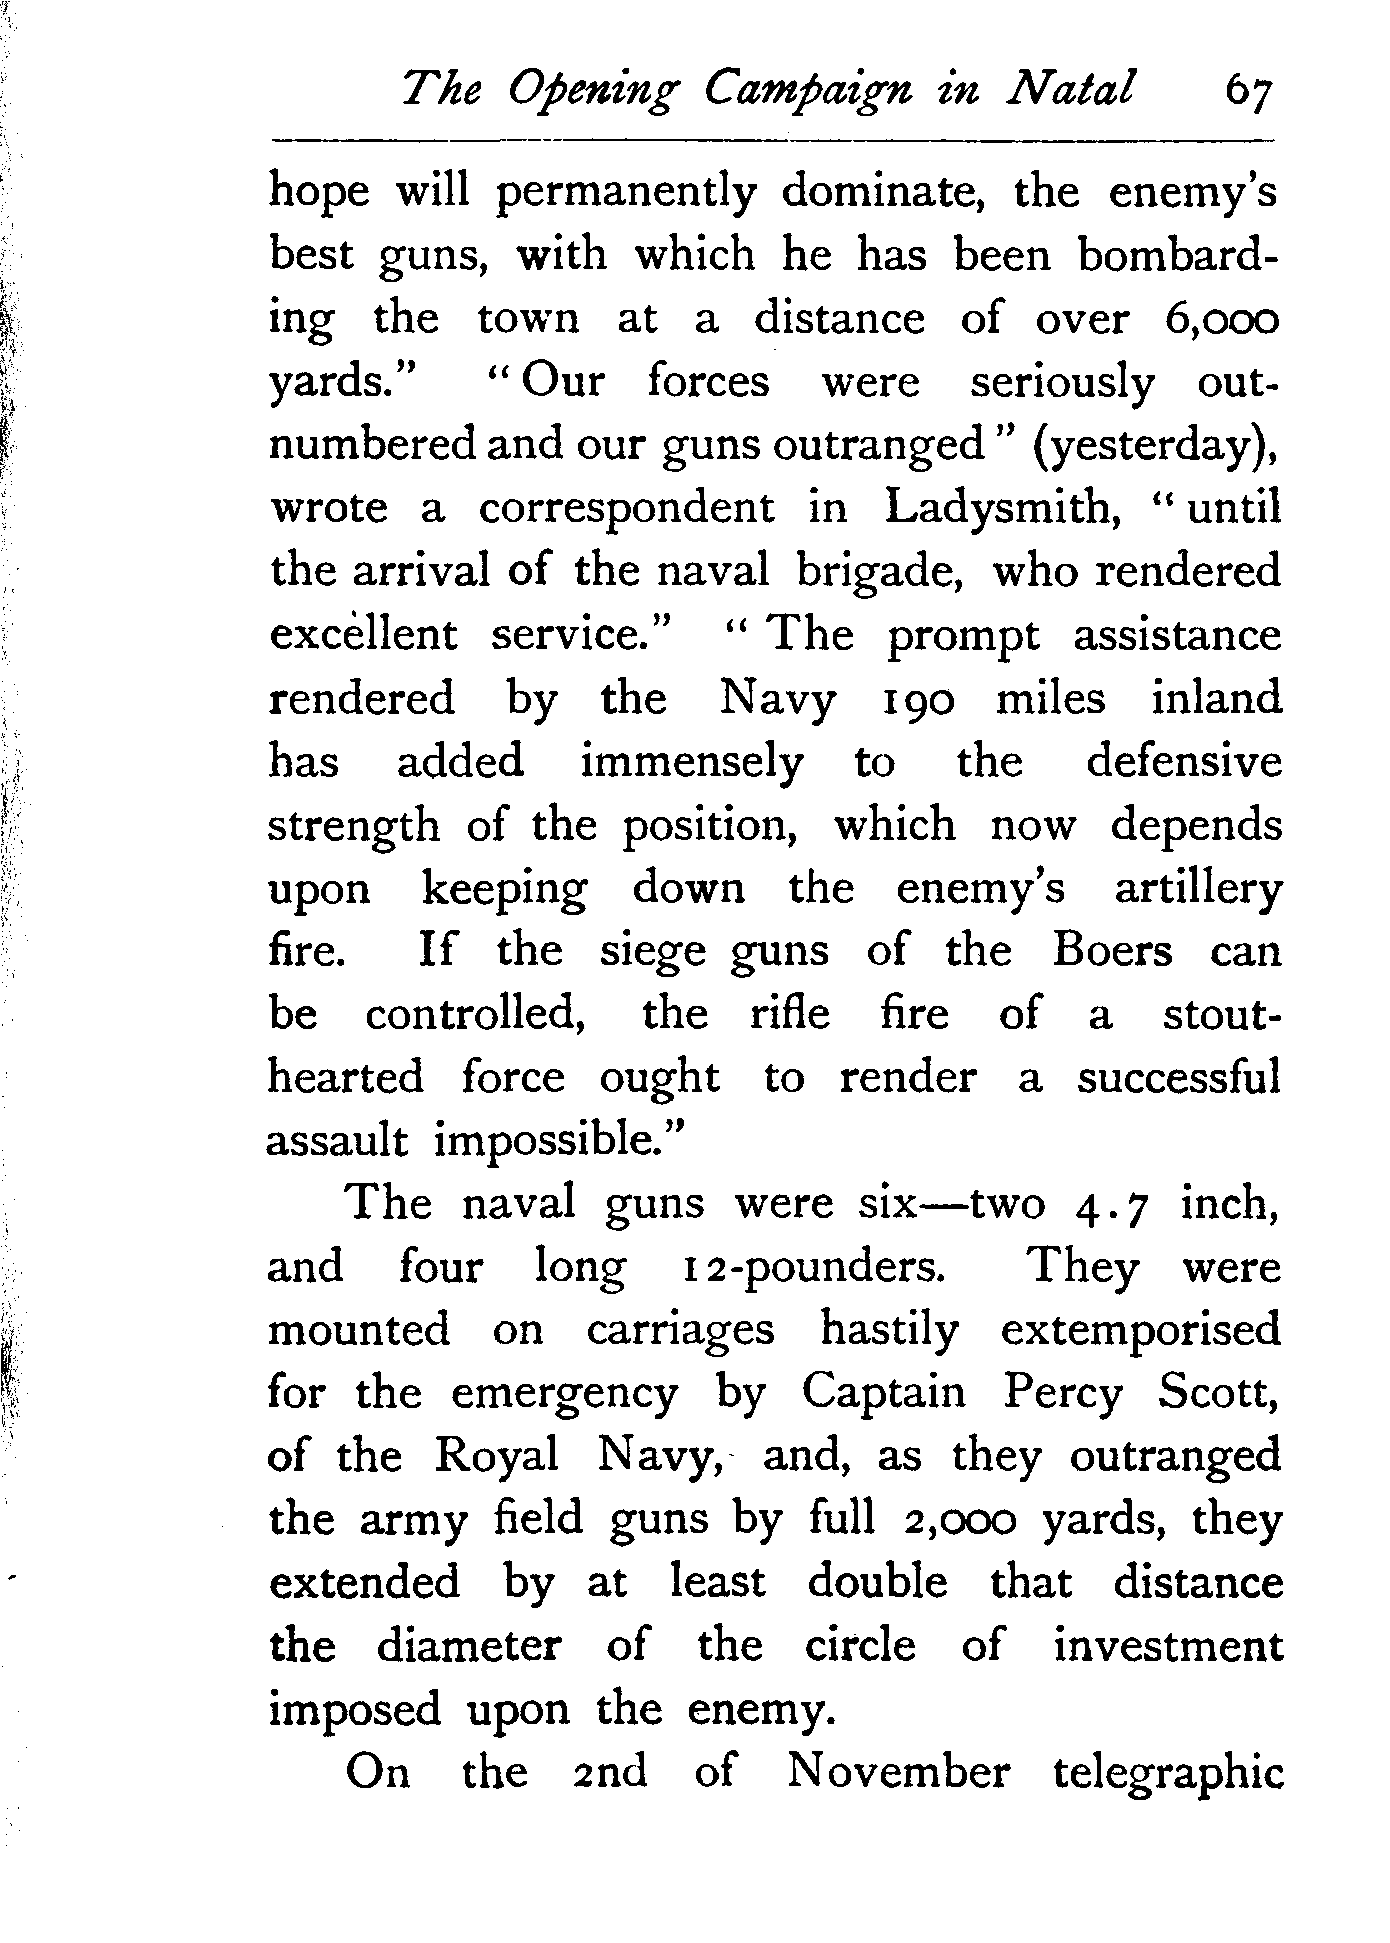 The Opening Campaign in Natal 67
hope will permanently dominate, the enemy's
best guns, with which he has been bombard-
ing the town at a distance of over 6,000
yards." "Our forces were seriously out-
numbered and our guns outranged" (yesterday),
wrote a correspondent in Ladysmith, "until
the arrival of the naval brigade, who rendered
excellent service." "The prompt assistance
rendered by the Navy 190 miles inland
has added immensely to the defensive
strength of the position, which now depends
upon keeping down the enemy's artillery
fire. If the siege guns of the Boers can
be controlled, the rifle fire of a stout-
hearted force ought to render a successful
assault impossible."
The naval guns were six—two 4.7 inch,
and four long 12-pounders. They were
mounted on carriages hastily extemporised
for the emergency by Captain Percy Scott,
of the Royal Navy, and, as they outranged
the army field guns by full 2,000 yards, they
extended by at least double that distance
the diameter of the circle of investment
imposed upon the enemy.
On the 2nd of November telegraphic